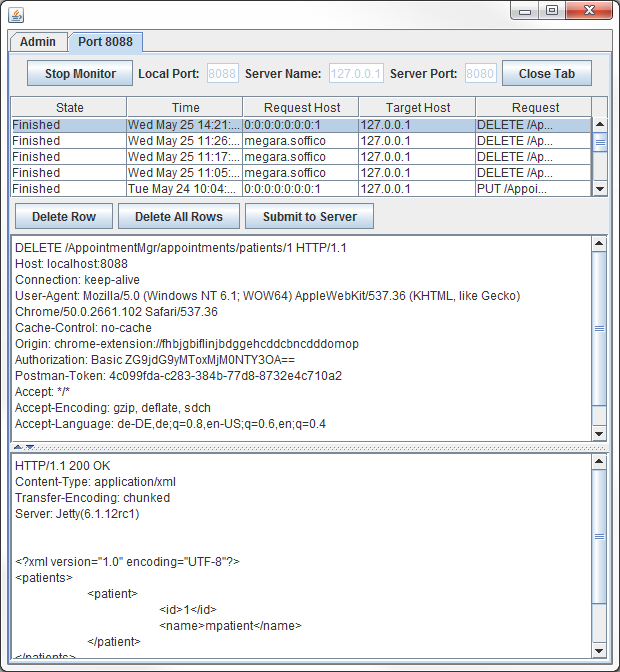 Admin Port 8088
Stop Monitor Local Port: 8088 Server Name: 127.0.0.1 Server Port: 8080 Close Tab
State Time Request Host Target Host Request
Finished Wed May 25 14:21:... 0:0:0:0:0:0:0:1 127.0.0.1 DELETE /Ap...
Finished Wed May 25 11:26:... megara.soffico 127.0.0.1 DELETE /Ap...
Finished Wed May 25 11:17:... megara.soffico 127.0.0.1 DELETE /Ap...
Finished Wed May 25 11:05:... megara.soffico 127.0.0.1 DELETE /Ap...
Finished Tue May 24 10:04:... 0:0:0:0:0:0:0:1 127.0.0.1 PUT /Appoi...
Delete Row Delete All Rows Submit to Server
DELETE /AppointmentMgr/appointments/patients/1 HTTP/1.1
Host: localhost:8088
Connection: keep-alive
User-Agent: Mozilla/5.0 (Windows NT 6.1; WOW64) AppleWebKit/537.36 (KHTML, like Gecko)
Chrome/50.0.2661.102 Safari/537.36
Cache-Control: no-cache
Origin: chrome-extension://fhbjgbiflinjbdggehcddcbncdddomop
Authorization: Basic ZG9jdG9yMToxMjM0NTY3OA==
Postman-Token: 4c099fda-c283-384b-77d8-8732e4c710a2
Accept: */*
Accept-Encoding: gzip, deflate, sdch
Accept-Language: de-DE,de;q=0.8,en-US;q=0.6,en;q=0.4
HTTP/1.1 200 OK
Content-Type: application/xml
Transfer-Encoding: chunked
Server: Jetty(6.1.12rc1)
<?xml version="1.0" encoding="UTF-8"?>
<patients>
<patient>
<id>1</id>
<name>mpatient</name>
</patient>
</patients>